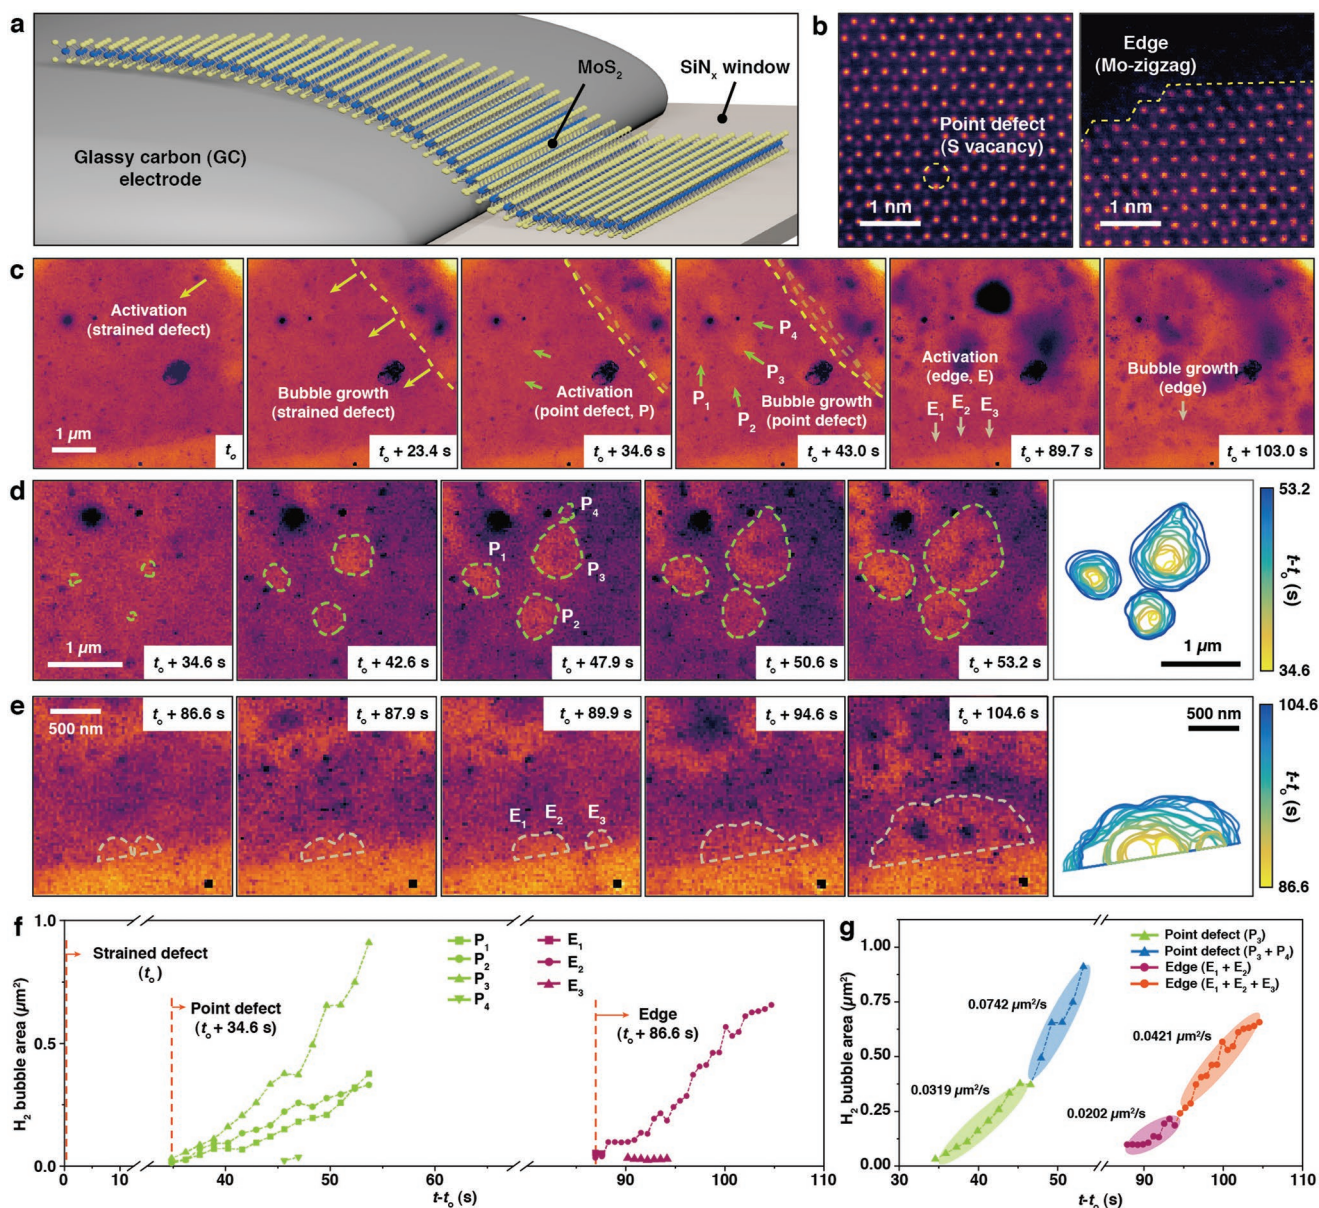 a
MoS₂
SiNₓ window
Glassy carbon (GC)
electrode
b
Point defect
(S vacancy)
1 nm
Edge
(Mo-zigzag)
1 nm
c
Activation
(strained defect)
1 µm
tₒ
Bubble growth
(strained defect)
tₒ + 23.4 s
Activation
(point defect, P)
tₒ + 34.6 s
P₄
P₃
P₁
P₂
Bubble growth
(point defect)
tₒ + 43.0 s
Activation
(edge, E)
E₁ E₂ E₃
tₒ + 89.7 s
Bubble growth
(edge)
tₒ + 103.0 s
d
1 µm
tₒ + 34.6 s
tₒ + 42.6 s
P₄
P₁
P₃
P₂
tₒ + 47.9 s
tₒ + 50.6 s
tₒ + 53.2 s
1 µm
53.2
t-tₒ (s)
34.6
e
500 nm
tₒ + 86.6 s
tₒ + 87.9 s
tₒ + 89.9 s
E₁ E₂ E₃
tₒ + 94.6 s
tₒ + 104.6 s
500 nm
104.6
t-tₒ (s)
86.6
f
H₂ bubble area (µm²)
1.0
0.5
0.0
Strained defect
(tₒ)
Point defect
(tₒ + 34.6 s)
P₁
P₂
P₃
P₄
E₁
E₂
E₃
Edge
(tₒ + 86.6 s)
0 10 40 50 60 90 100 110
t-tₒ (s)
g
H₂ bubble area (µm²)
1.00
0.75
0.50
0.25
0.00
Point defect (P₃)
Point defect (P₃ + P₄)
Edge (E₁ + E₂)
Edge (E₁ + E₂ + E₃)
0.0742 µm²/s
0.0421 µm²/s
0.0319 µm²/s
0.0202 µm²/s
30 40 50 90 100 110
t-tₒ (s)